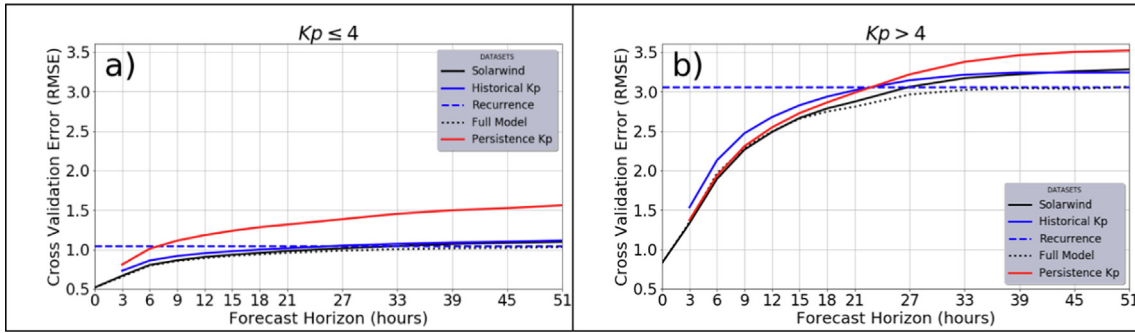 Kp ≤ 4
a)
Cross Validation Error (RMSE)
3.5
3.0
2.5
2.0
1.5
1.0
0.5
DATASETS
Solarwind
Historical Kp
Recurrence
Full Model
Persistence Kp
0 3 6 9 12 15 18 21 27 33 39 45 51
Forecast Horizon (hours)
Kp > 4
b)
Cross Validation Error (RMSE)
3.5
3.0
2.5
2.0
1.5
1.0
0.5
DATASETS
Solarwind
Historical Kp
Recurrence
Full Model
Persistence Kp
0 3 6 9 12 15 18 21 27 33 39 45 51
Forecast Horizon (hours)